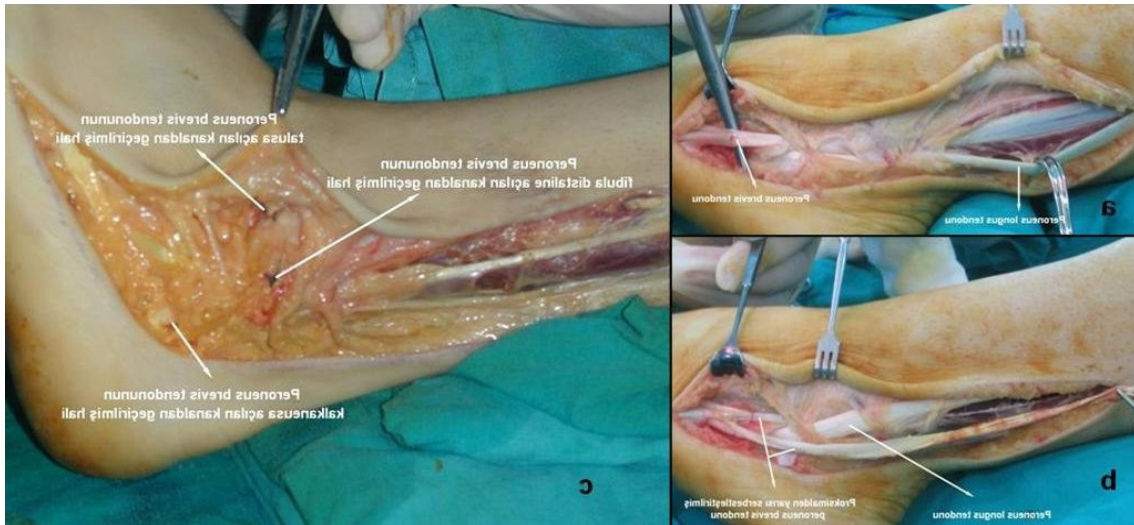 Peroneus brevis tendonu
Peroneus longus tendonu
a
Proksimalden yarısı serbestleştirilmiş
peroneus brevis tendonu
Peroneus longus tendonu
b
Peroneus brevis tendonunun
talusa açılan kanaldan geçirilmiş hali
Peroneus brevis tendonunun
fibula distaline açılan kanaldan geçirilmiş hali
Peroneus brevis tendonunun
kalkaneusa açılan kanaldan geçirilmiş hali
c